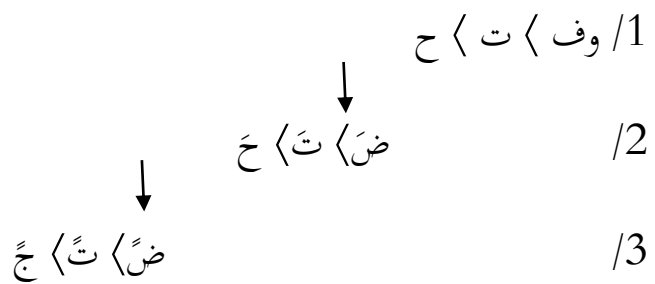 1/ وف 〉 ت 〉 ح
2/ ضَ〉 تَ〉 حَ
3/ ضً〉 تً〉 جً